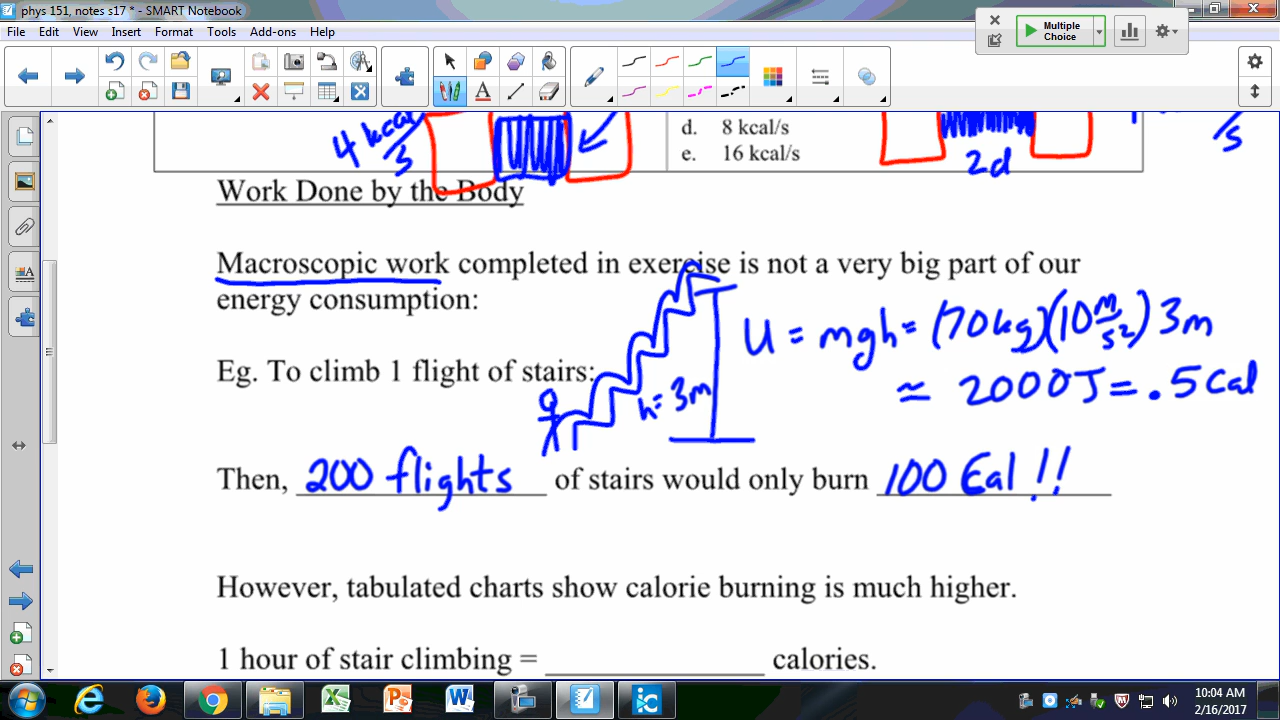 phys 151, notes s17 * - SMART Notebook
File Edit View Insert Format Tools Add-ons Help
Multiple Choice
4 kcal/s
d. 8 kcal/s
e. 16 kcal/s
2d
s
Work Done by the Body
Macroscopic work completed in exercise is not a very big part of our
energy consumption:
U = mgh = (70kg)(10 m/s²) 3m
Eg. To climb 1 flight of stairs:
h = 3m
≈ 2000J = .5 Cal
Then, 200 flights of stairs would only burn 100 Cal !!
However, tabulated charts show calorie burning is much higher.
1 hour of stair climbing = ____________ calories.
10:04 AM
2/16/2017